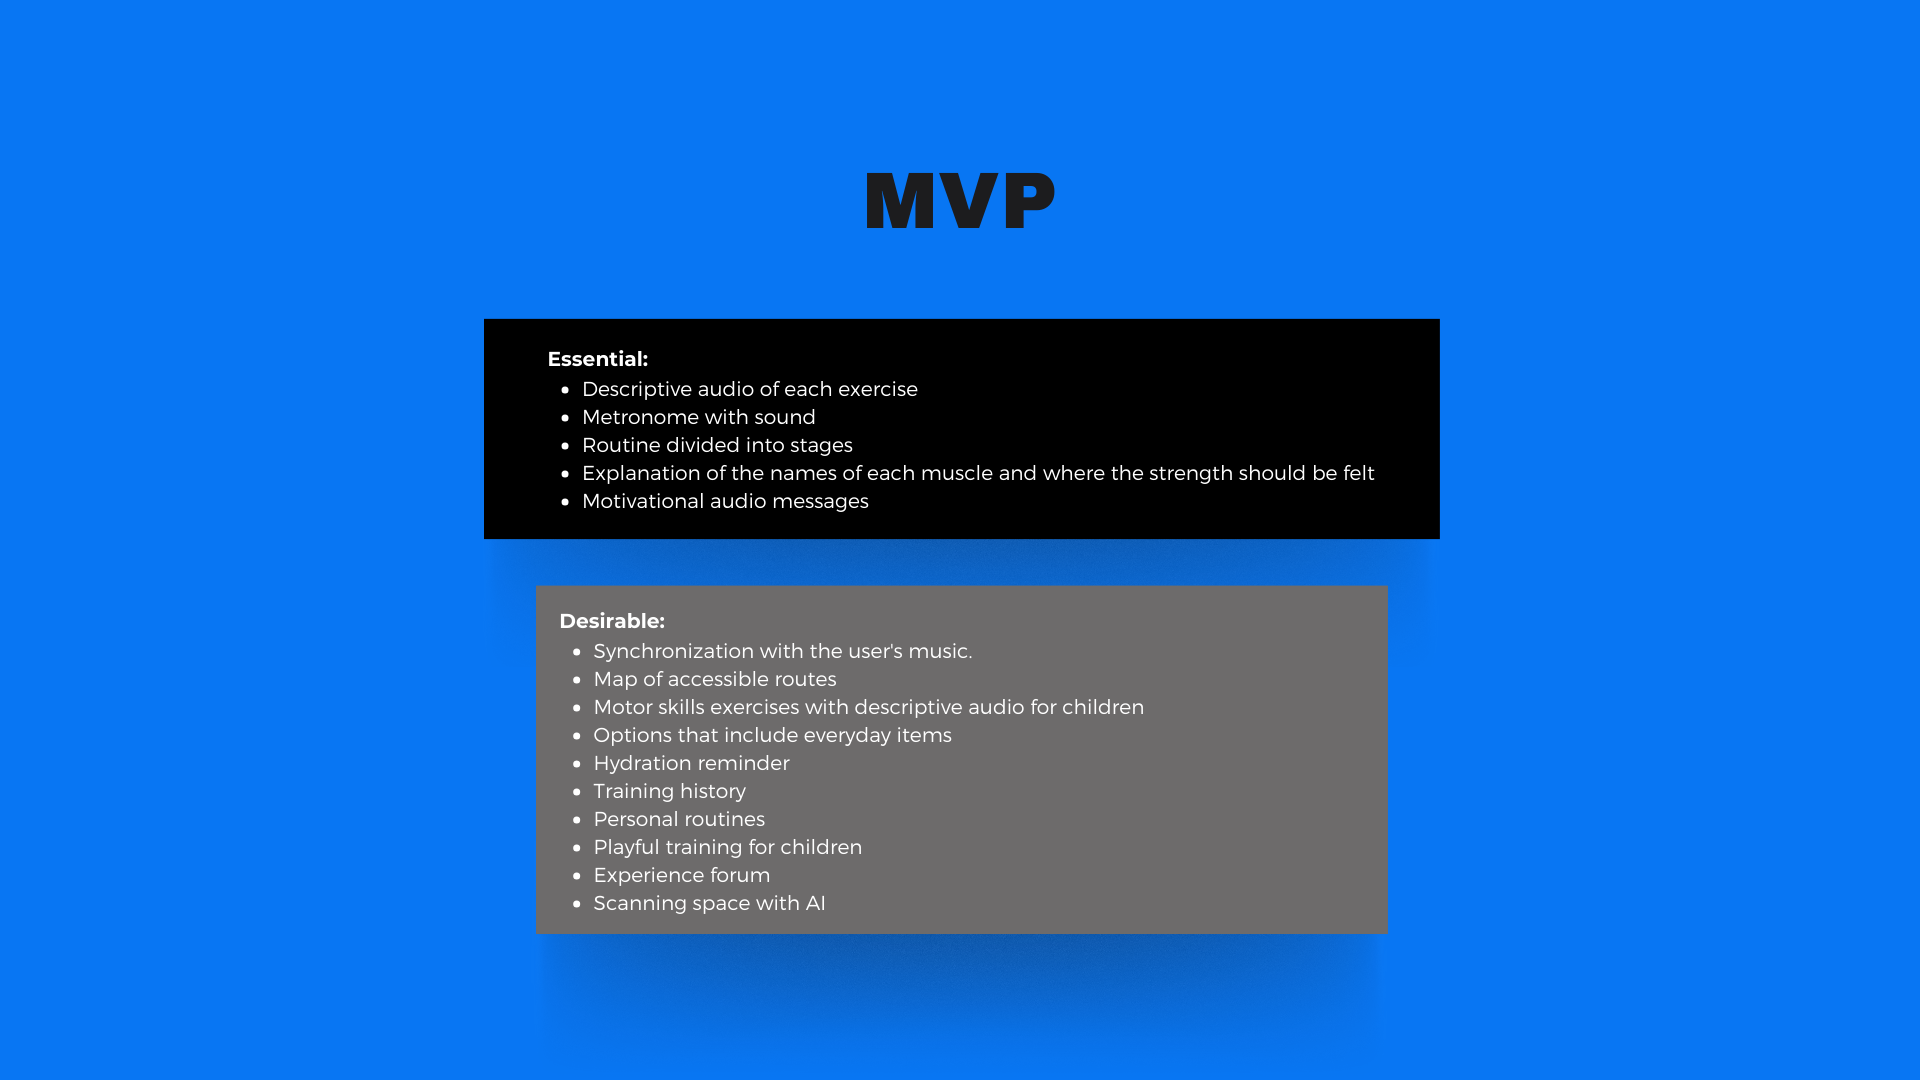 MVP
Essential:
• Descriptive audio of each exercise
• Metronome with sound
• Routine divided into stages
• Explanation of the names of each muscle and where the strength should be felt
• Motivational audio messages
Desirable:
• Synchronization with the user's music.
• Map of accessible routes
• Motor skills exercises with descriptive audio for children
• Options that include everyday items
• Hydration reminder
• Training history
• Personal routines
• Playful training for children
• Experience forum
• Scanning space with AI